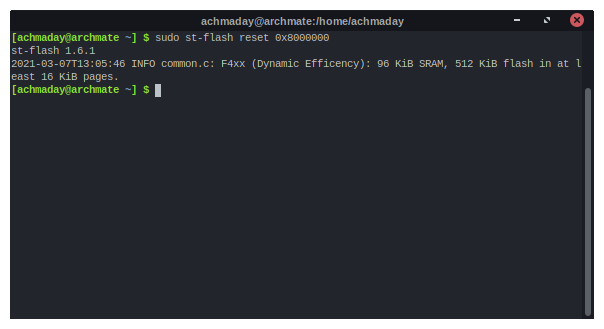 achmaday@archmate:/home/achmaday
[achmaday@archmate ~] $ sudo st-flash reset 0x8000000
st-flash 1.6.1
2021-03-07T13:05:46 INFO common.c: F4xx (Dynamic Efficency): 96 KiB SRAM, 512 KiB flash in at l
east 16 KiB pages.
[achmaday@archmate ~] $